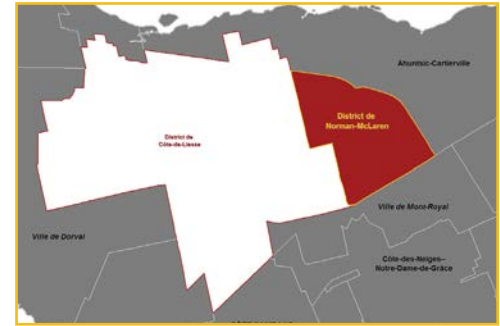 Ahuntsic-Cartierville
District de
Norman-McLaren
District de
Côte-de-Liesse
Ville de Mont-Royal
Ville de Dorval
Côte-des-Neiges--
Notre-Dame-de-Grâce